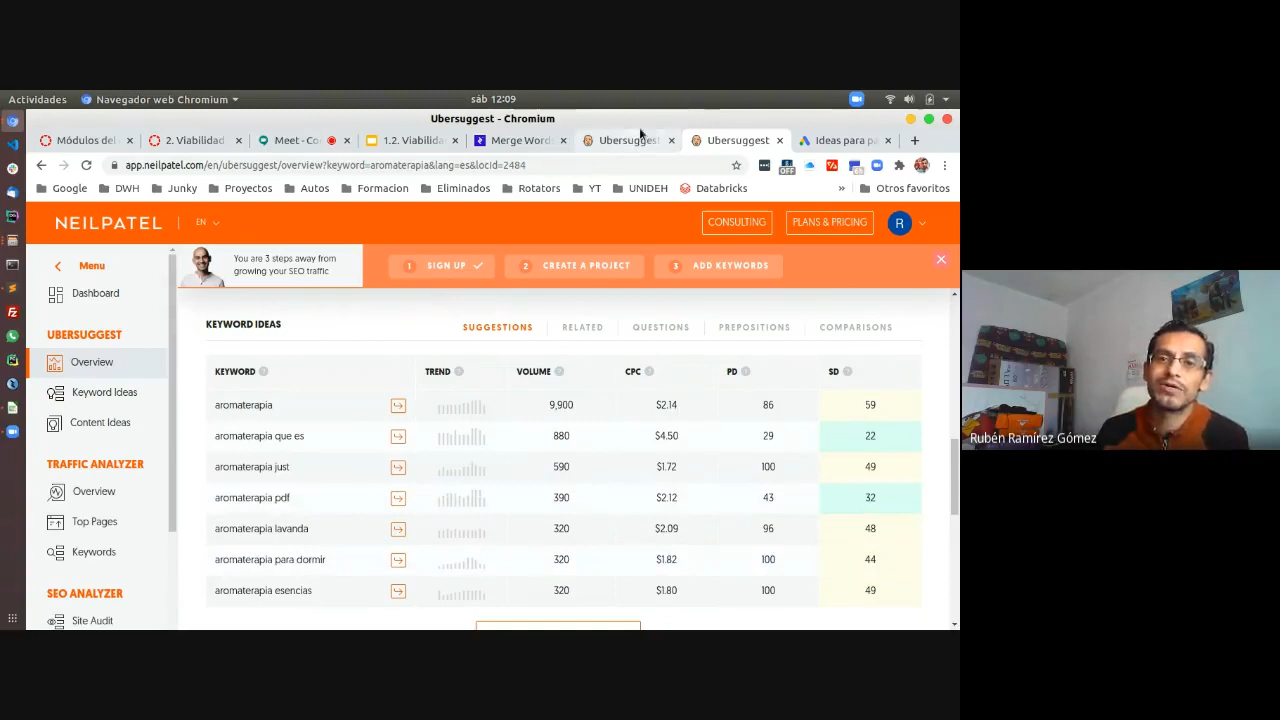 Actividades Navegador web Chromium sáb 12:09
Ubersuggest - Chromium
Módulos del 2. Viabilidad Meet - Co 1.2. Viabilida Merge Word Ubersugges Ubersuggest Ideas para pa
app.neilpatel.com/en/ubersuggest/overview?keyword=aromaterapia&lang=es&locId=2484
Google DWH Junky Proyectos Autos Formacion Eliminados Rotators YT UNIDEH Databricks » Otros favoritos
NEILPATEL EN CONSULTING PLANS & PRICING R
You are 3 steps away from
growing your SEO traffic
1 SIGN UP 2 CREATE A PROJECT 3 ADD KEYWORDS
Menu
Dashboard
UBERSUGGEST
Overview
Keyword Ideas
Content Ideas
TRAFFIC ANALYZER
Overview
Top Pages
Keywords
SEO ANALYZER
Site Audit
KEYWORD IDEAS SUGGESTIONS RELATED QUESTIONS PREPOSITIONS COMPARISONS
KEYWORD TREND VOLUME CPC PD SD
aromaterapia 9,900 $2.14 86 59
aromaterapia que es 880 $4.50 29 22
aromaterapia just 590 $1.72 100 49
aromaterapia pdf 390 $2.12 43 32
aromaterapia lavanda 320 $2.09 96 48
aromaterapia para dormir 320 $1.82 100 44
aromaterapia esencias 320 $1.80 100 49
Rubén Ramírez Gómez